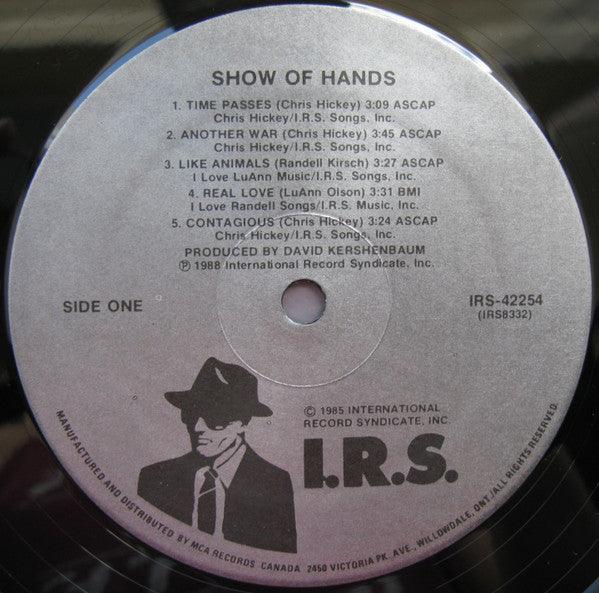 SHOW OF HANDS
1. TIME PASSES (Chris Hickey) 3:09 ASCAP
Chris Hickey/I.R.S. Songs, Inc.
2. ANOTHER WAR (Chris Hickey) 3:45 ASCAP
Chris Hickey/I.R.S. Songs, Inc.
3. LIKE ANIMALS (Randell Kirsch) 3:27 ASCAP
I Love LuAnn Music/I.R.S. Songs, Inc.
4. REAL LOVE (LuAnn Olson) 3:31 BMI
I Love Randell Songs/I.R.S. Music, Inc.
5. CONTAGIOUS (Chris Hickey) 3:24 ASCAP
Chris Hickey/I.R.S. Songs, Inc.
PRODUCED BY DAVID KERSHENBAUM
℗ 1988 International Record Syndicate, Inc.
SIDE ONE
IRS-42254
(IRS8332)
© 1985 INTERNATIONAL
RECORD SYNDICATE, INC.
I.R.S.
MANUFACTURED AND DISTRIBUTED BY MCA RECORDS CANADA 2450 VICTORIA PK. AVE., WILLOWDALE, ONT./ALL RIGHTS RESERVED.